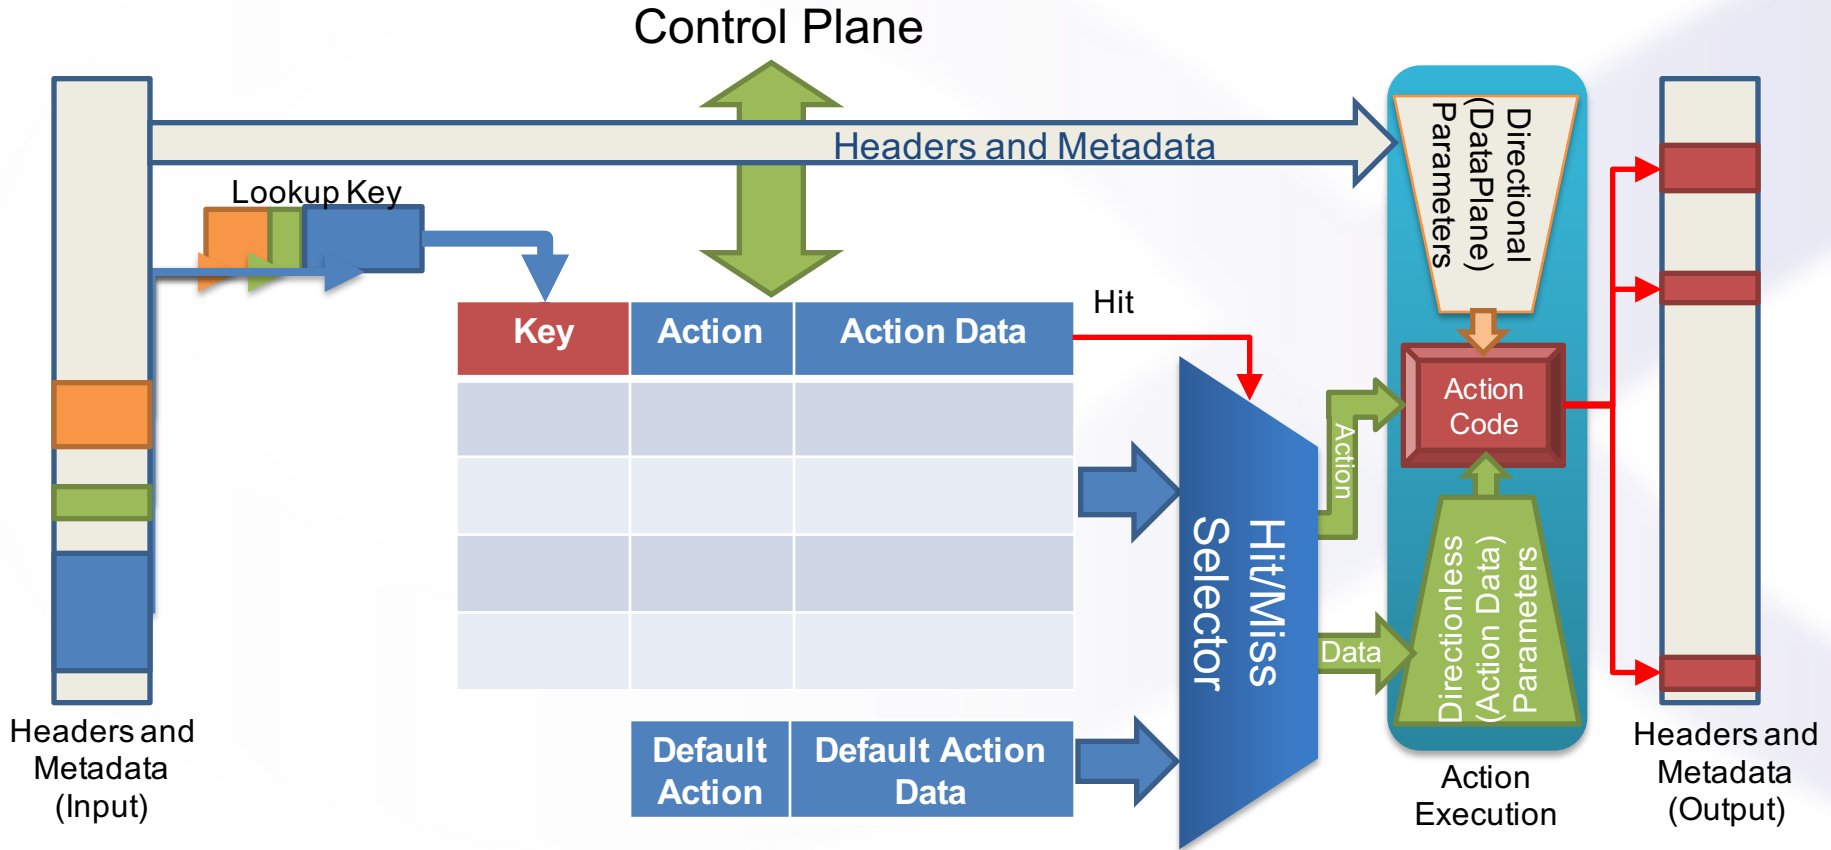 Control Plane
Headers and Metadata
Lookup Key
Hit
Key
Action
Action Data
Default
Action
Default Action
Data
Hit/Miss
Selector
Action
Data
Directional
(DataPlane)
Parameters
Action
Code
Directionless
(Action Data)
Parameters
Action
Execution
Headers and
Metadata
(Input)
Headers and
Metadata
(Output)